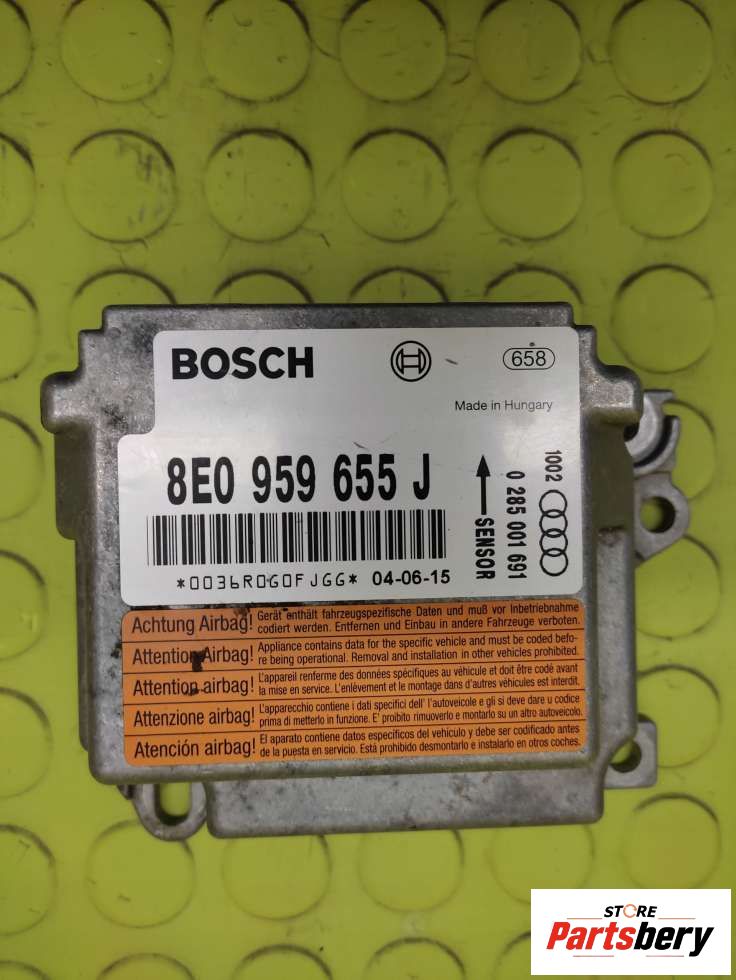 BOSCH
658
Made in Hungary
8E0 959 655 J
*0036R0G0FJGG* 04-06-15
SENSOR
0 285 001 691
1002
Achtung Airbag! Gerät enthält fahrzeugspezifische Daten und muß vor Inbetriebnahme
codiert werden. Entfernen und Einbau in andere Fahrzeuge verboten.
Attention Airbag! Appliance contains data for the specific vehicle and must be coded befo-
re being operational. Removal and installation in other vehicles prohibited.
Attention airbag! L'appareil renferme des données spécifiques au véhicule et doit être codé avant
la mise en service. L'enlèvement et le montage dans d'autres véhicules est interdit.
Attenzione airbag! L'apparecchio contiene i dati specifici dell' l'autoveicolo e gli si deve dare u codice
prima di metterlo in funzione. E' proibito rimuoverlo e montarlo su un altro autoveicolo.
Atención airbag! El aparato contiene datos especificos del vehículo y debe ser codificado antes
de la puesta en servicio. Está prohibido desmontarlo e instalarlo en otros coches.
STORE
Partsbery